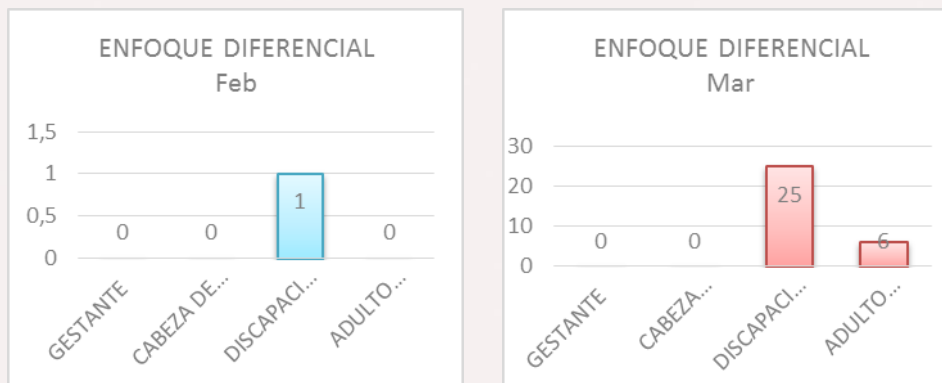 ENFOQUE DIFERENCIAL
Feb
1,5
1
0,5
0
0
0
1
0
GESTANTE
CABEZA DE...
DISCAPACI...
ADULTO...
ENFOQUE DIFERENCIAL
Mar
30
20
10
0
0
0
25
6
GESTANTE
CABEZA...
DISCAPACI...
ADULTO...